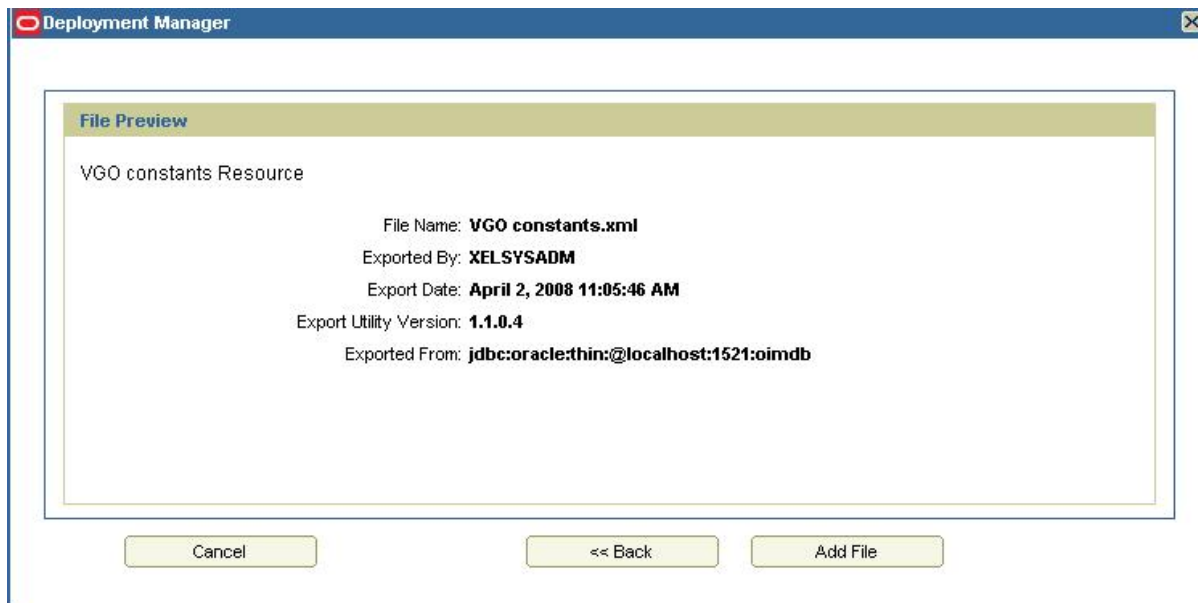 Deployment Manager
File Preview
VGO constants Resource
File Name: VGO constants.xml
Exported By: XELSYSADM
Export Date: April 2, 2008 11:05:46 AM
Export Utility Version: 1.1.0.4
Exported From: jdbc:oracle:thin:@localhost:1521:oimdb
Cancel
<< Back
Add File